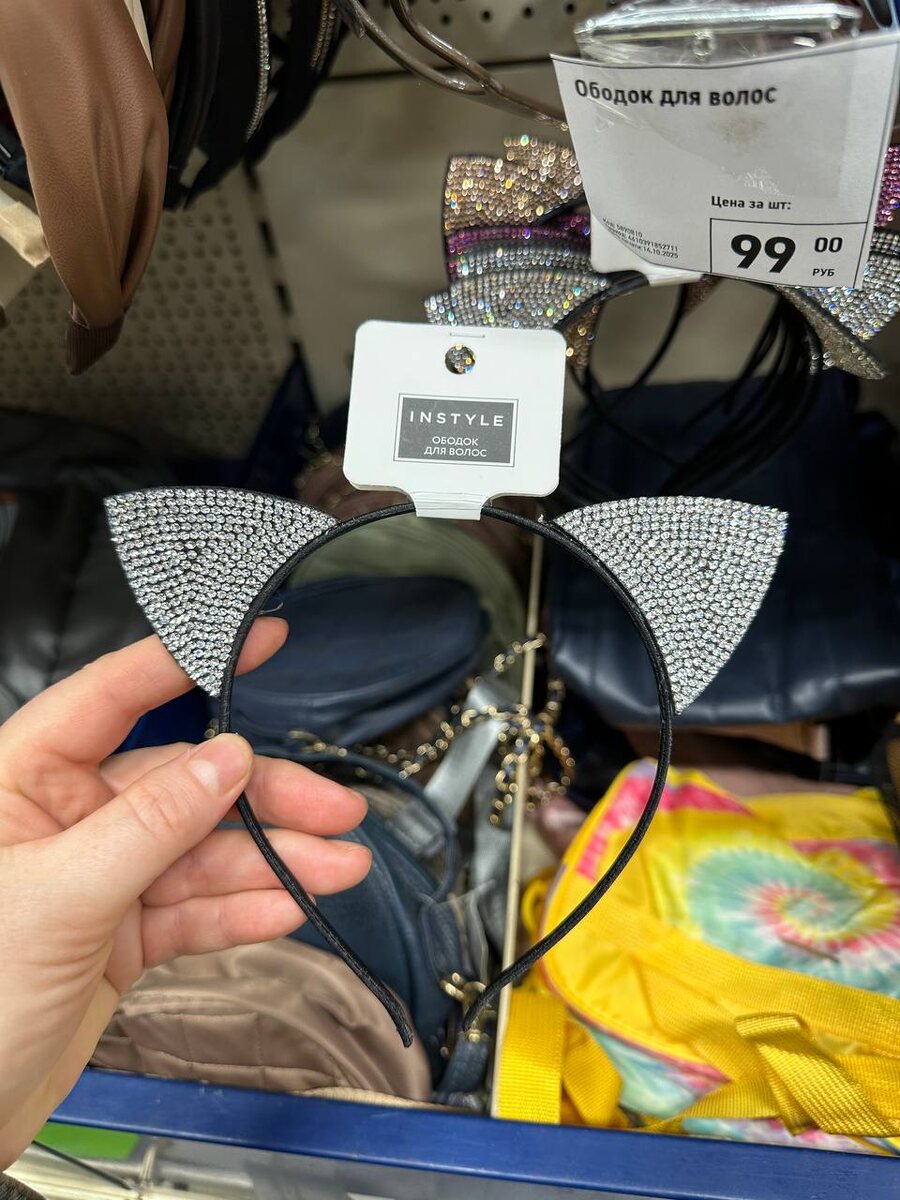 Ободок для волос
Цена за шт:
99 00
РУБ
INSTYLE
ОБОДОК
ДЛЯ ВОЛОС